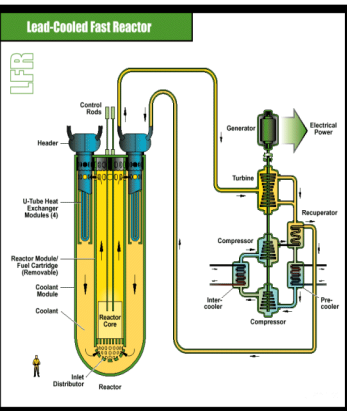 Lead-Cooled Fast Reactor
LFR
Control
Rods
Header
Generator
Electrical
Power
Turbine
U-Tube Heat
Exchanger
Modules (4)
Recuperator
Compressor
Reactor Module/
Fuel Cartridge
(Removable)
Coolant
Module
Coolant
Reactor
Core
Inter-
cooler
Pre-
cooler
Compressor
Inlet
Distributor
Reactor